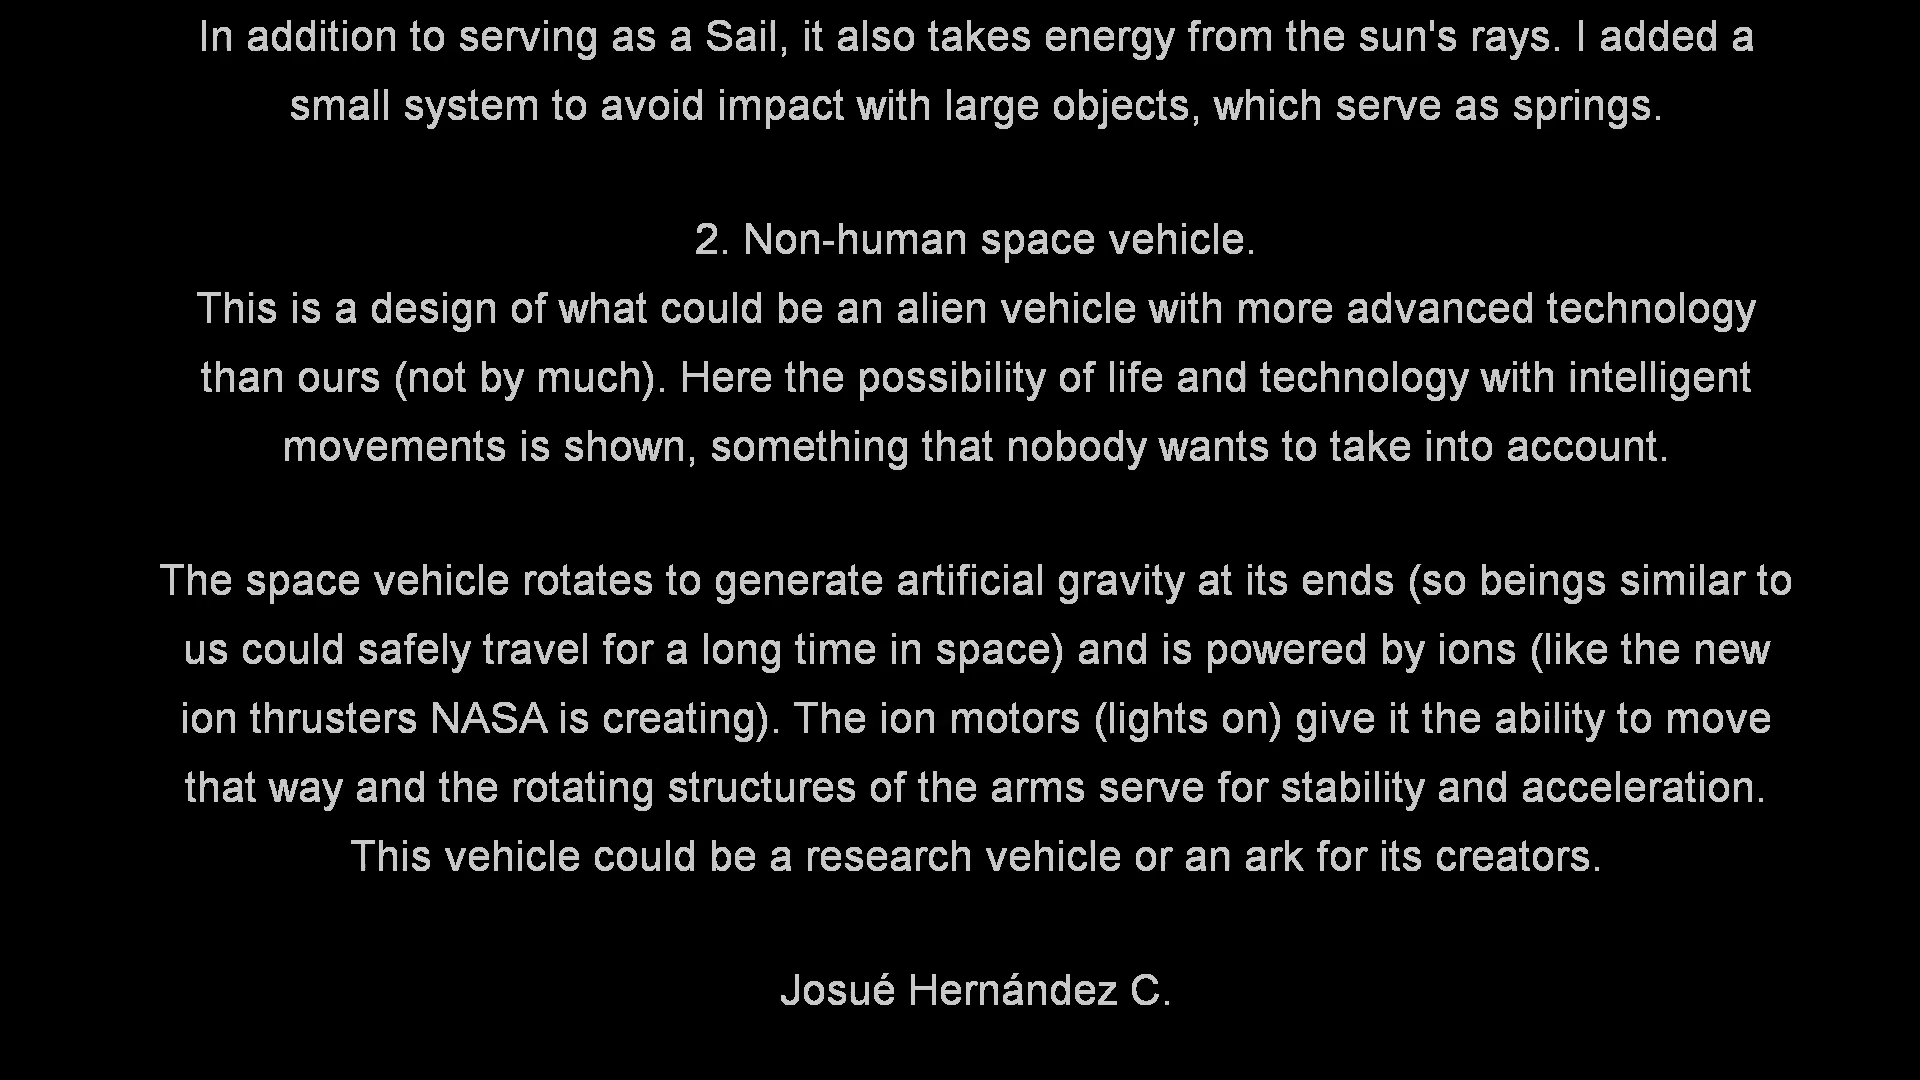 In addition to serving as a Sail, it also takes energy from the sun's rays. I added a
small system to avoid impact with large objects, which serve as springs.
2. Non-human space vehicle.
This is a design of what could be an alien vehicle with more advanced technology
than ours (not by much). Here the possibility of life and technology with intelligent
movements is shown, something that nobody wants to take into account.
The space vehicle rotates to generate artificial gravity at its ends (so beings similar to
us could safely travel for a long time in space) and is powered by ions (like the new
ion thrusters NASA is creating). The ion motors (lights on) give it the ability to move
that way and the rotating structures of the arms serve for stability and acceleration.
This vehicle could be a research vehicle or an ark for its creators.
Josué Hernández C.